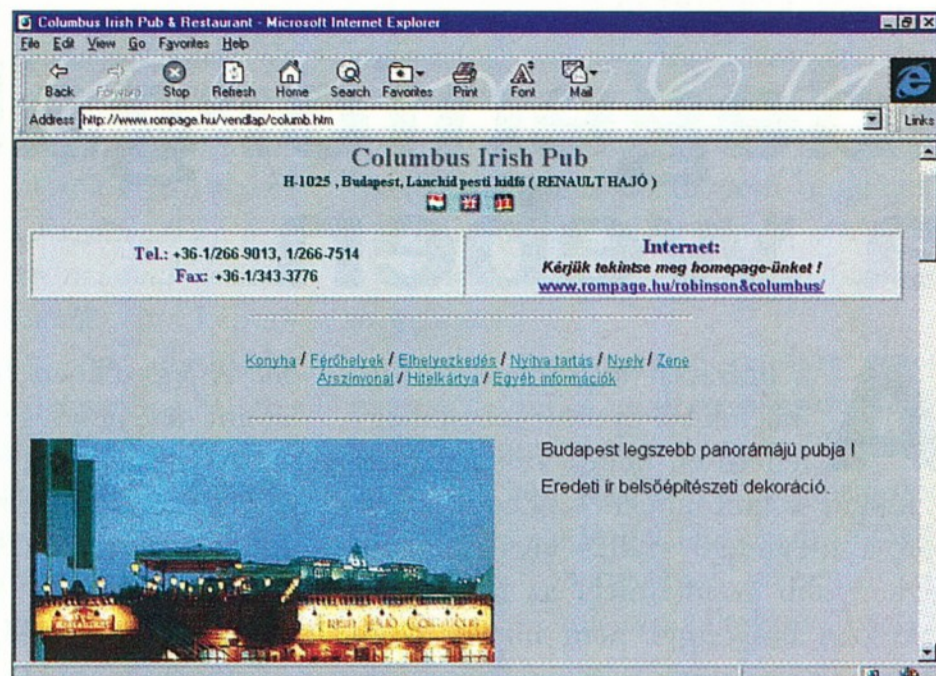 Columbus Irish Pub & Restaurant - Microsoft Internet Explorer
File Edit View Go Favorites Help
Back Forward Stop Refresh Home Search Favorites Print Font Mail
Address http://www.rompage.hu/vendlap/columb.htm Links
Columbus Irish Pub
H-1025 , Budapest, Lánchíd pesti hídfő ( RENAULT HAJÓ )
Tel.: +36-1/266-9013, 1/266-7514
Fax: +36-1/343-3776
Internet:
Kérjük tekintse meg homepage-ünket !
www.rompage.hu/robinson&columbus/
Konyha / Férőhelyek / Elhelyezkedés / Nyitva tartás / Nyelv / Zene
Árszínvonal / Hitelkártya / Egyéb információk
Budapest legszebb panorámájú pubja !
Eredeti ír belsőépítészeti dekoráció.